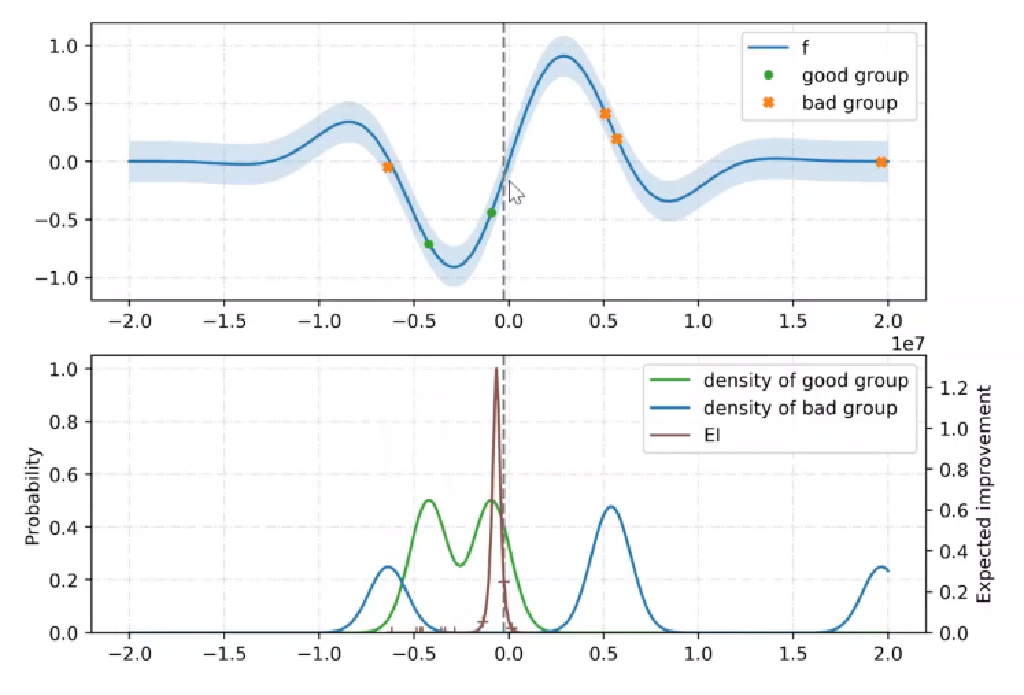 1.0
0.5
0.0
−0.5
−1.0
f
good group
bad group
−2.0 −1.5 −1.0 −0.5 0.0 0.5 1.0 1.5 2.0
1e7
1.0
0.8
0.6
0.4
0.2
0.0
Probability
density of good group
density of bad group
EI
1.2
1.0
0.8
0.6
0.4
0.2
0.0
Expected improvement
−2.0 −1.5 −1.0 −0.5 0.0 0.5 1.0 1.5 2.0